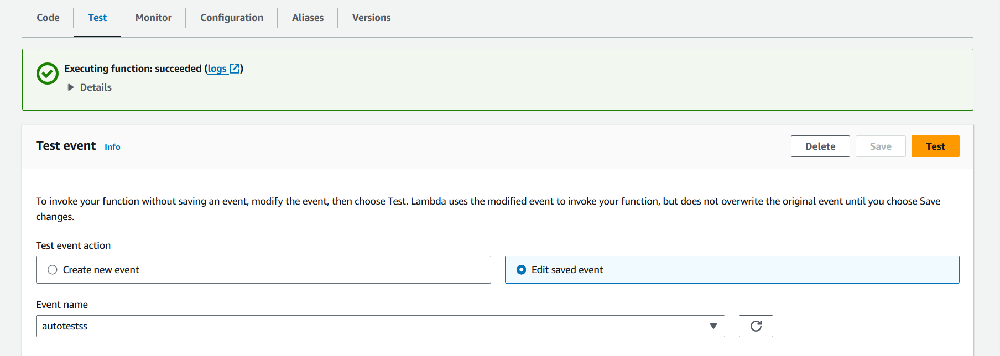 Code Test Monitor Configuration Aliases Versions
Executing function: succeeded (logs)
Details
Test event Info Delete Save Test
To invoke your function without saving an event, modify the event, then choose Test. Lambda uses the modified event to invoke your function, but does not overwrite the original event until you choose Save
changes.
Test event action
Create new event Edit saved event
Event name
autotestss